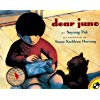 dear juno
by Soyung Pak
Susan Kathleen Hartung